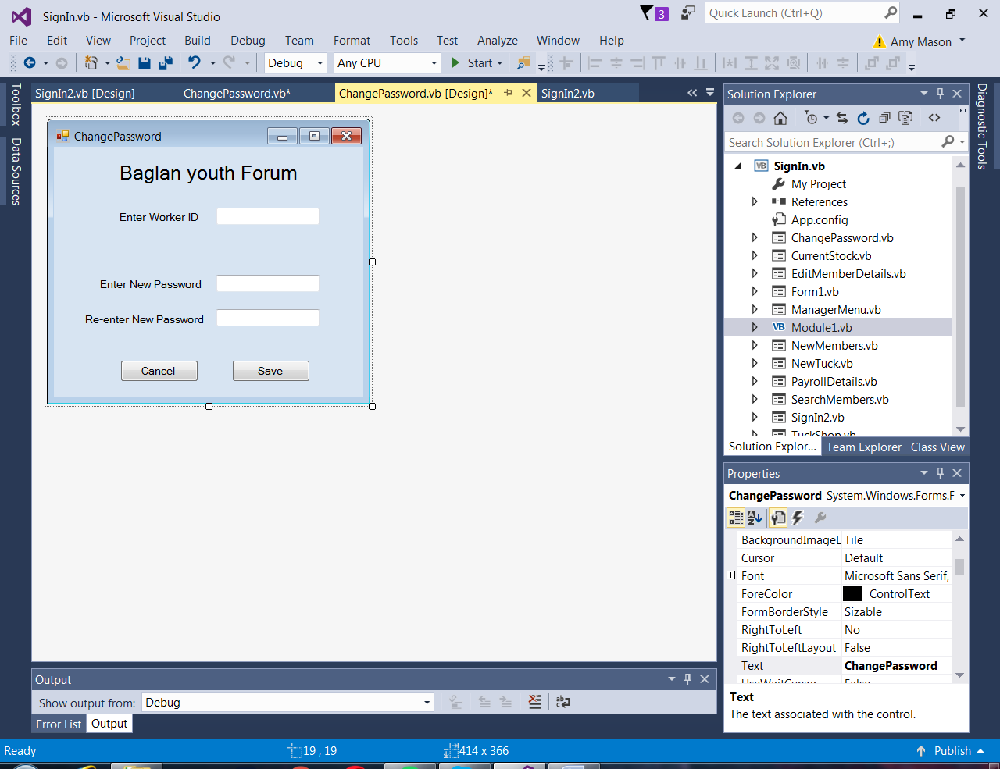 SignIn.vb - Microsoft Visual Studio
3
Quick Launch (Ctrl+Q)
File Edit View Project Build Debug Team Format Tools Test Analyze Window Help
Amy Mason
Debug Any CPU Start
Toolbox
Data Sources
SignIn2.vb [Design] ChangePassword.vb* ChangePassword.vb [Design]* SignIn2.vb
ChangePassword
Baglan youth Forum
Enter Worker ID
Enter New Password
Re-enter New Password
Cancel Save
Solution Explorer
Search Solution Explorer (Ctrl+;)
VB SignIn.vb
My Project
References
App.config
ChangePassword.vb
CurrentStock.vb
EditMemberDetails.vb
Form1.vb
ManagerMenu.vb
VB Module1.vb
NewMembers.vb
NewTuck.vb
PayrollDetails.vb
SearchMembers.vb
SignIn2.vb
TuckShop.vb
Solution Explor... Team Explorer Class View
Diagnostic Tools
Properties
ChangePassword System.Windows.Forms.F
BackgroundImageL Tile
Cursor Default
Font Microsoft Sans Serif,
ForeColor ControlText
FormBorderStyle Sizable
RightToLeft No
RightToLeftLayout False
Text ChangePassword
UseWaitCursor False
Text
The text associated with the control.
Output
Show output from: Debug
Error List Output
Ready 19 , 19 414 x 366 Publish